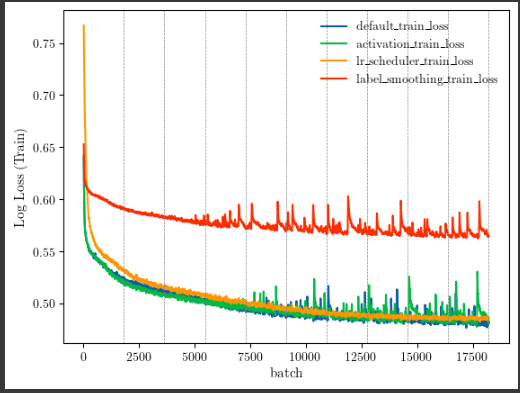 default_train_loss
activation_train_loss
lr_scheduler_train_loss
label_smoothing_train_loss
Log Loss (Train)
0.75
0.70
0.65
0.60
0.55
0.50
0
2500
5000
7500
10000
12500
15000
17500
batch